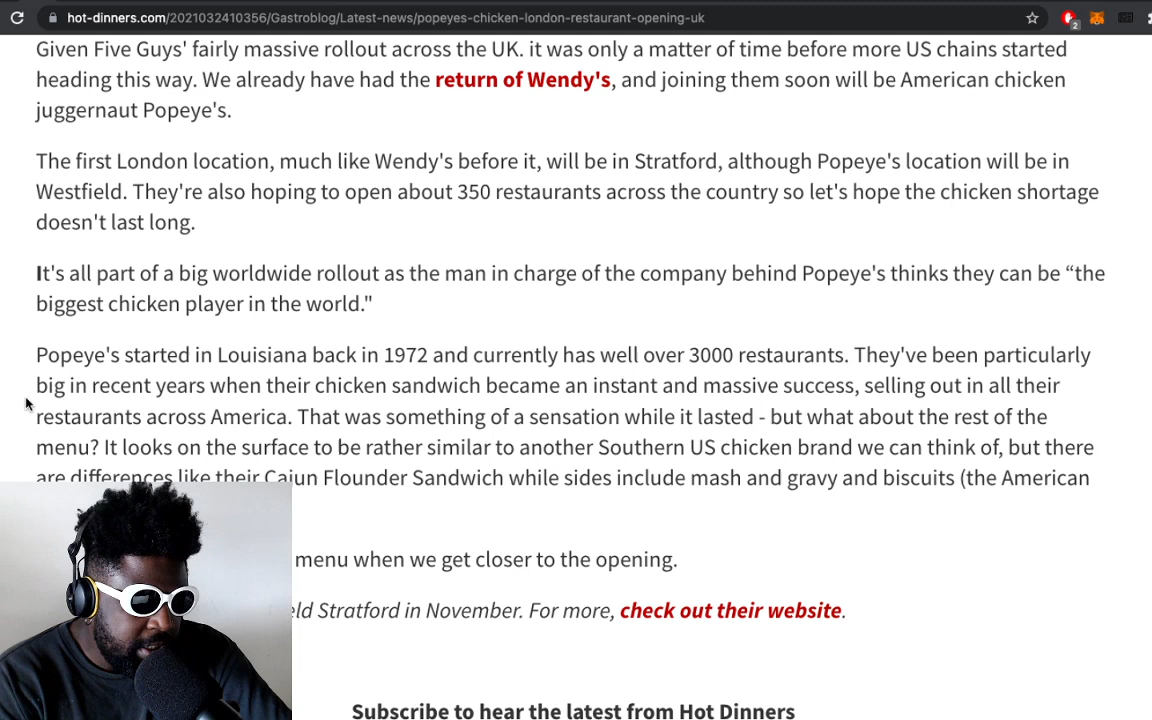 hot-dinners.com/2021032410356/Gastroblog/Latest-news/popeyes-chicken-london-restaurant-opening-uk
2
Given Five Guys' fairly massive rollout across the UK. it was only a matter of time before more US chains started
heading this way. We already have had the return of Wendy's, and joining them soon will be American chicken
juggernaut Popeye's.
The first London location, much like Wendy's before it, will be in Stratford, although Popeye's location will be in
Westfield. They're also hoping to open about 350 restaurants across the country so let's hope the chicken shortage
doesn't last long.
It's all part of a big worldwide rollout as the man in charge of the company behind Popeye's thinks they can be “the
biggest chicken player in the world."
Popeye's started in Louisiana back in 1972 and currently has well over 3000 restaurants. They've been particularly
big in recent years when their chicken sandwich became an instant and massive success, selling out in all their
restaurants across America. That was something of a sensation while it lasted - but what about the rest of the
menu? It looks on the surface to be rather similar to another Southern US chicken brand we can think of, but there
are differences like their Cajun Flounder Sandwich while sides include mash and gravy and biscuits (the American
menu when we get closer to the opening.
Stratford in November. For more, check out their website.
Subscribe to hear the latest from Hot Dinners